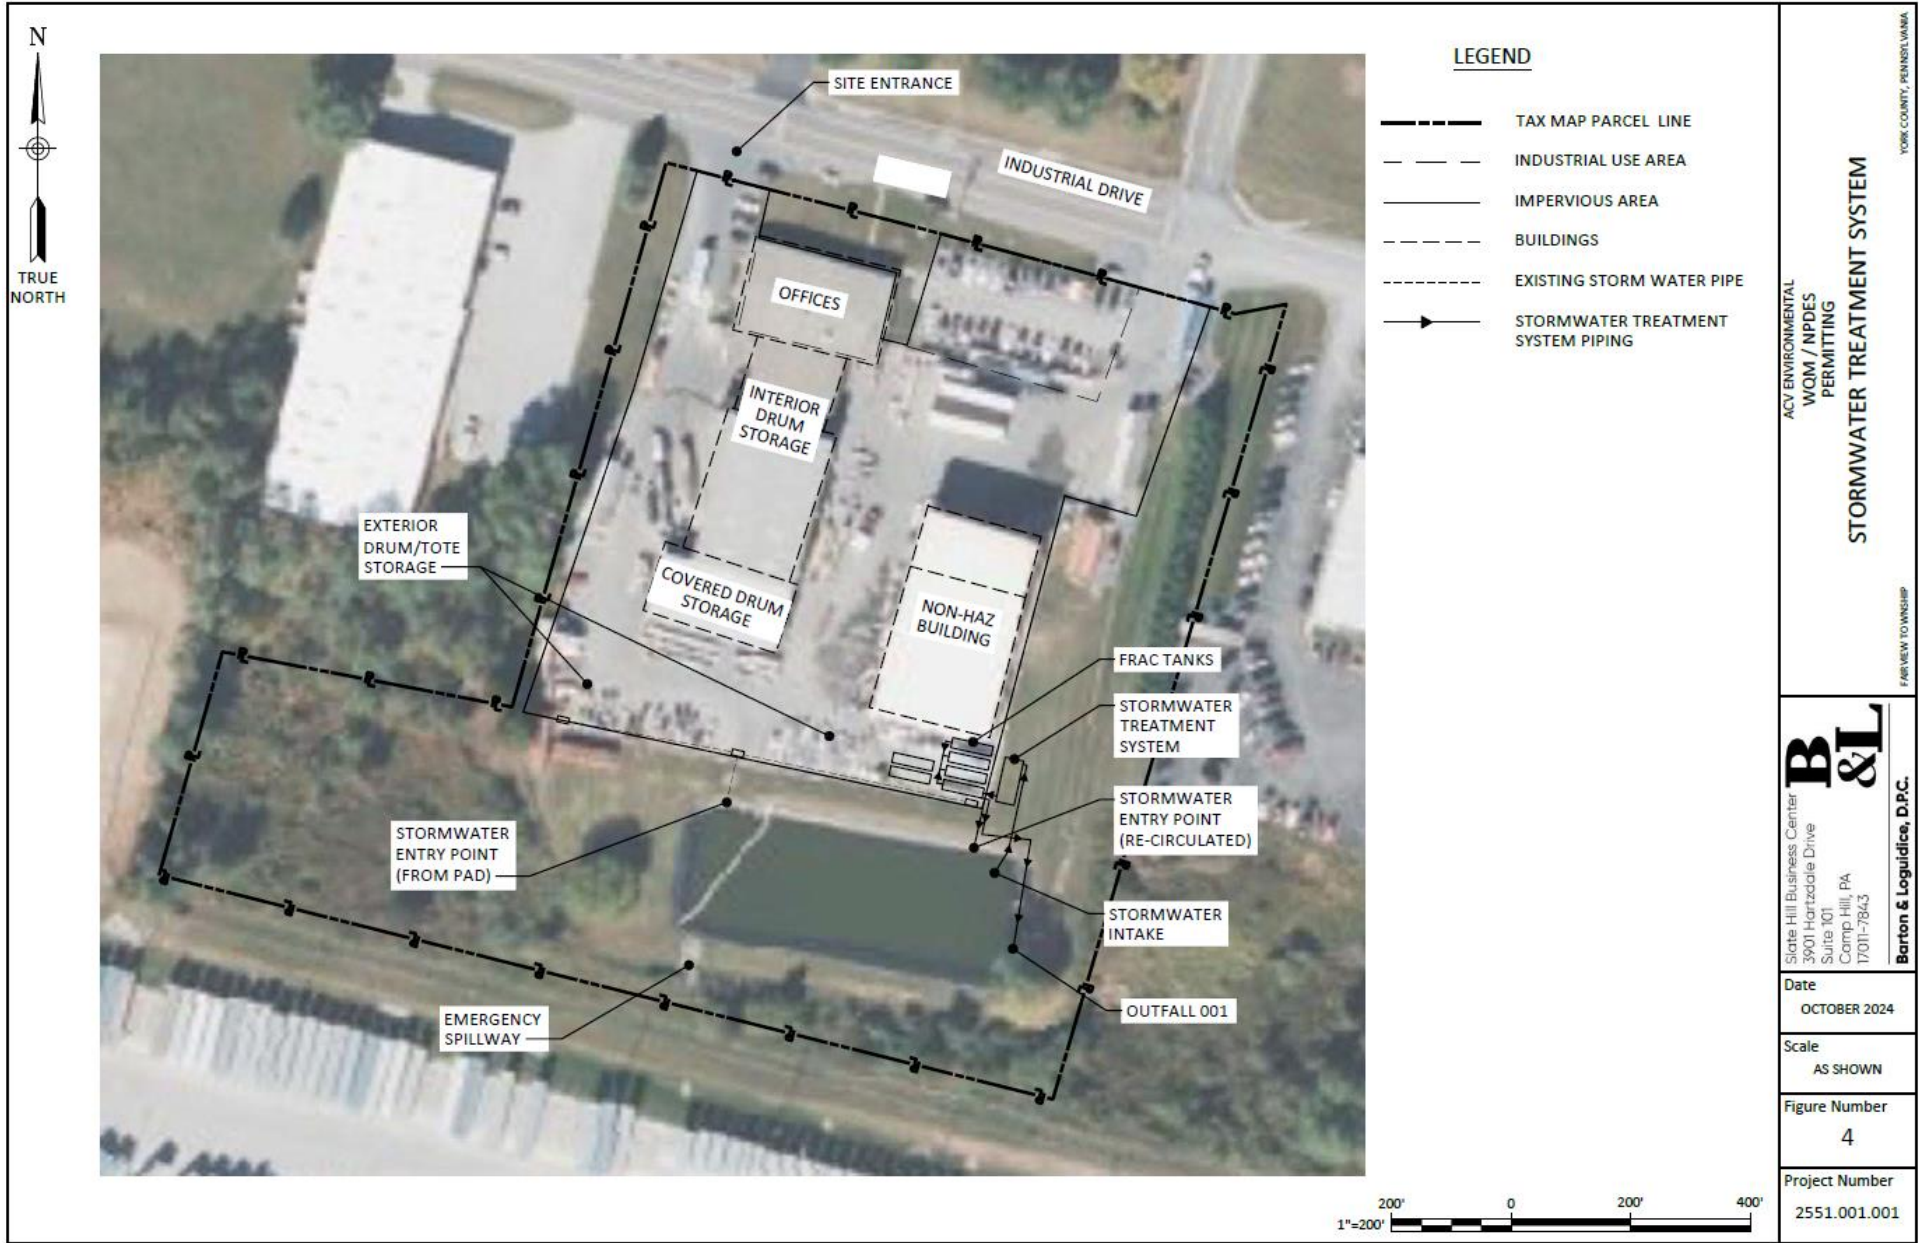 N
TRUE
NORTH
SITE ENTRANCE
INDUSTRIAL DRIVE
OFFICES
INTERIOR
DRUM
STORAGE
EXTERIOR
DRUM/TOTE
STORAGE
COVERED DRUM
STORAGE
NON-HAZ
BUILDING
FRAC TANKS
STORMWATER
TREATMENT
SYSTEM
STORMWATER
ENTRY POINT
(RE-CIRCULATED)
STORMWATER
ENTRY POINT
(FROM PAD)
STORMWATER
INTAKE
OUTFALL 001
EMERGENCY
SPILLWAY
LEGEND
TAX MAP PARCEL LINE
INDUSTRIAL USE AREA
IMPERVIOUS AREA
BUILDINGS
EXISTING STORM WATER PIPE
STORMWATER TREATMENT
SYSTEM PIPING
1"=200'
200' 0 200' 400'
ACV ENVIRONMENTAL
WQM / NPDES
PERMITTING
STORMWATER TREATMENT SYSTEM
FAIRVIEW TOWNSHIP
YORK COUNTY, PENNSYLVANIA
B&L
Slate Hill Business Center
3901 Hartzdale Drive
Suite 101
Camp Hill, PA
17011-7843
Barton & Loguidice, D.P.C.
Date
OCTOBER 2024
Scale
AS SHOWN
Figure Number
4
Project Number
2551.001.001